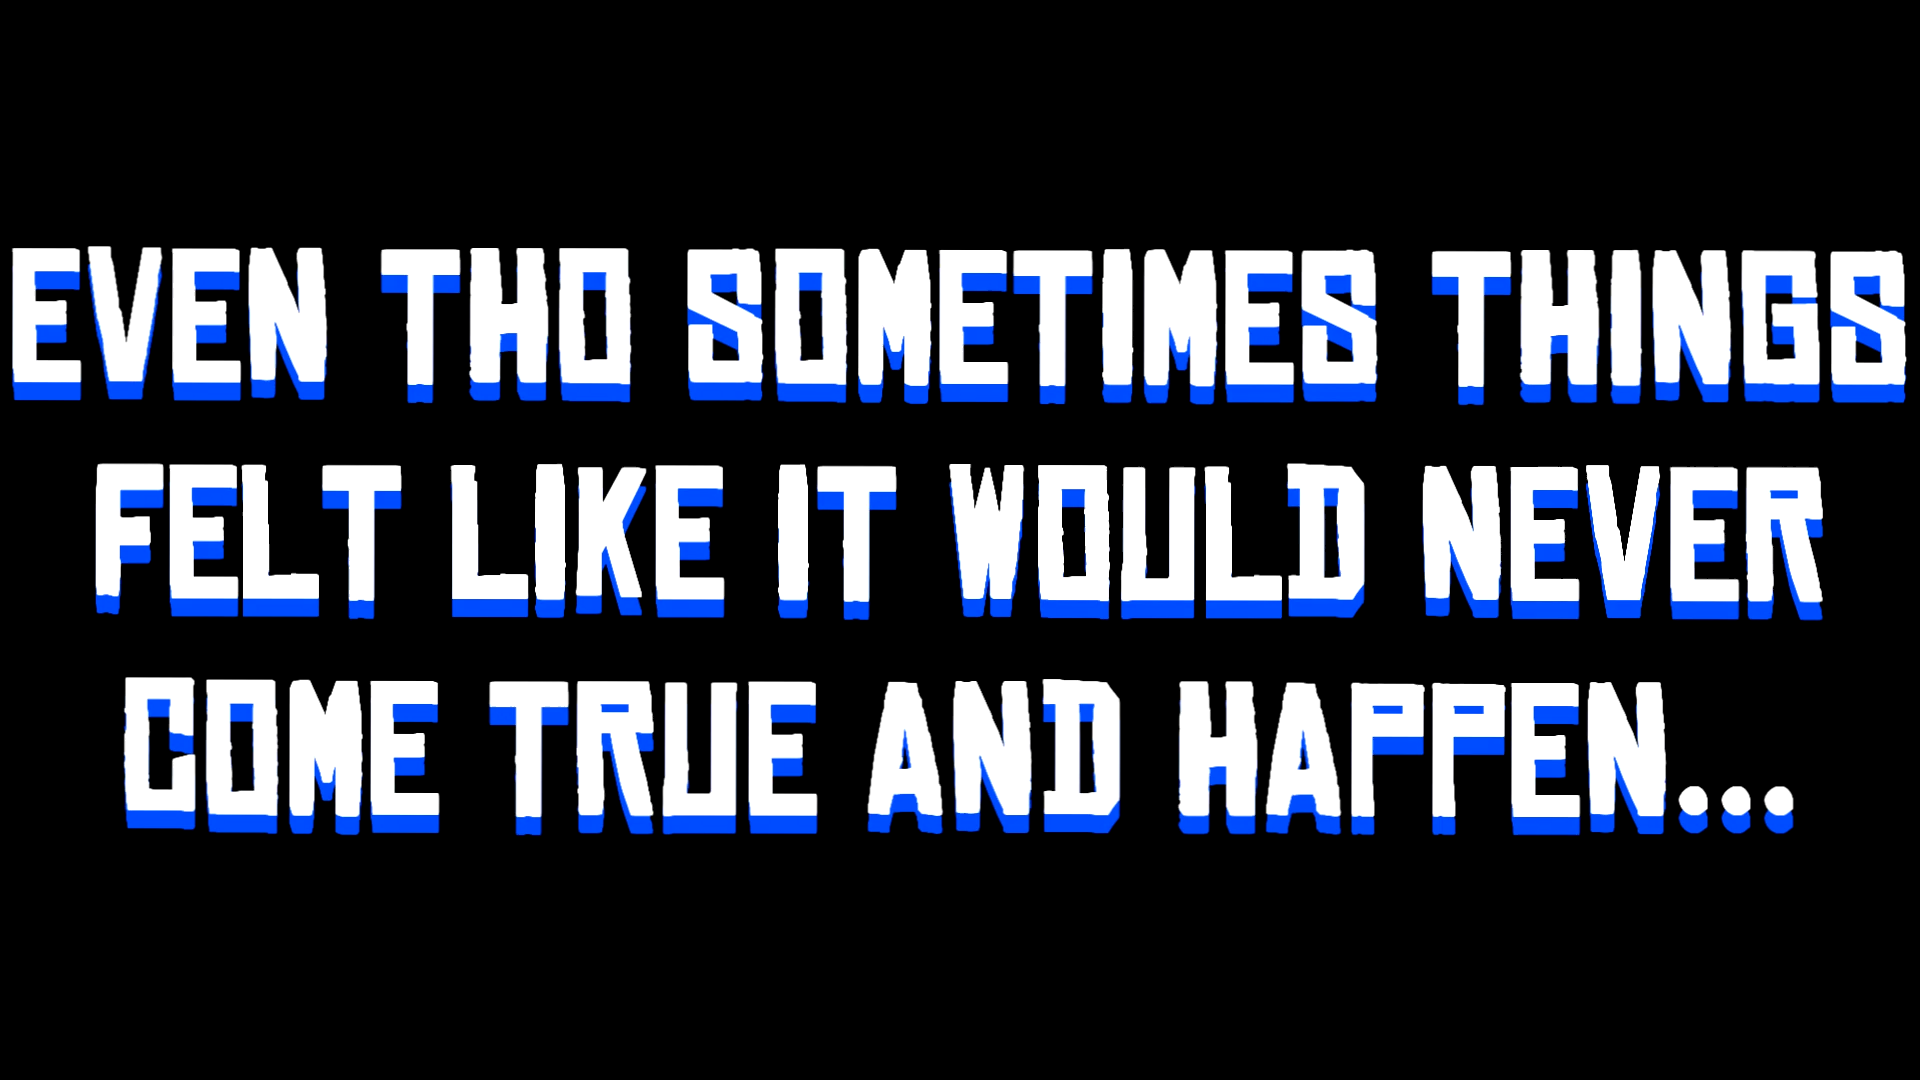 EVEN THO SOMETIMES THINGS
FELT LIKE IT WOULD NEVER
COME TRUE AND HAPPEN...